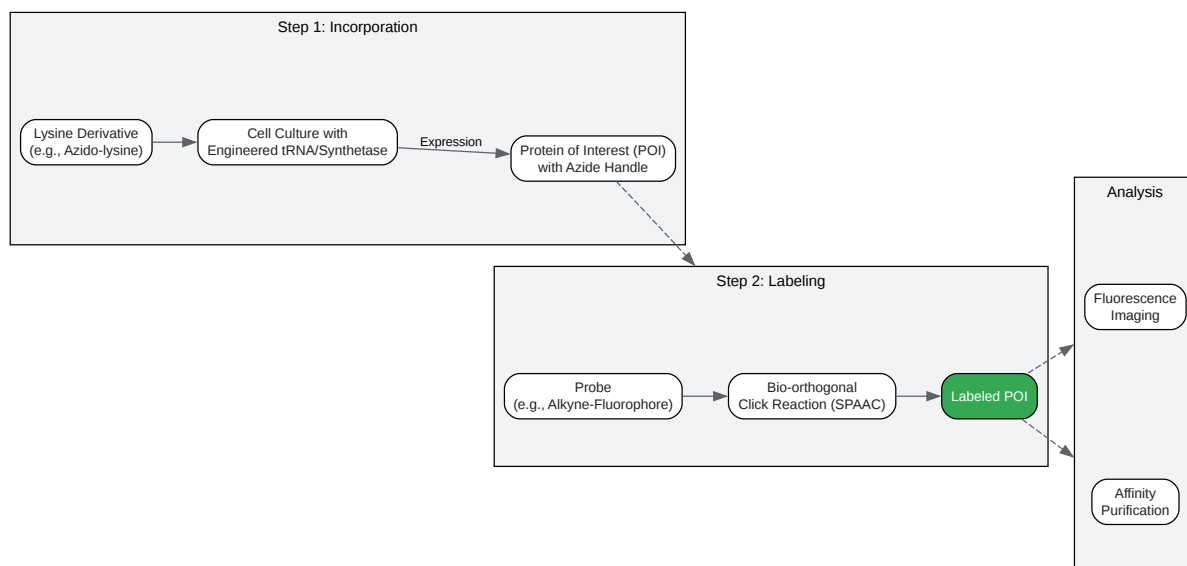 Step 1: Incorporation
Lysine Derivative
(e.g., Azido-lysine)
Cell Culture with
Engineered tRNA/Synthetase
Expression
Protein of Interest (POI)
with Azide Handle
Step 2: Labeling
Probe
(e.g., Alkyne-Fluorophore)
Bio-orthogonal
Click Reaction (SPAAC)
Labeled POI
Analysis
Fluorescence
Imaging
Affinity
Purification